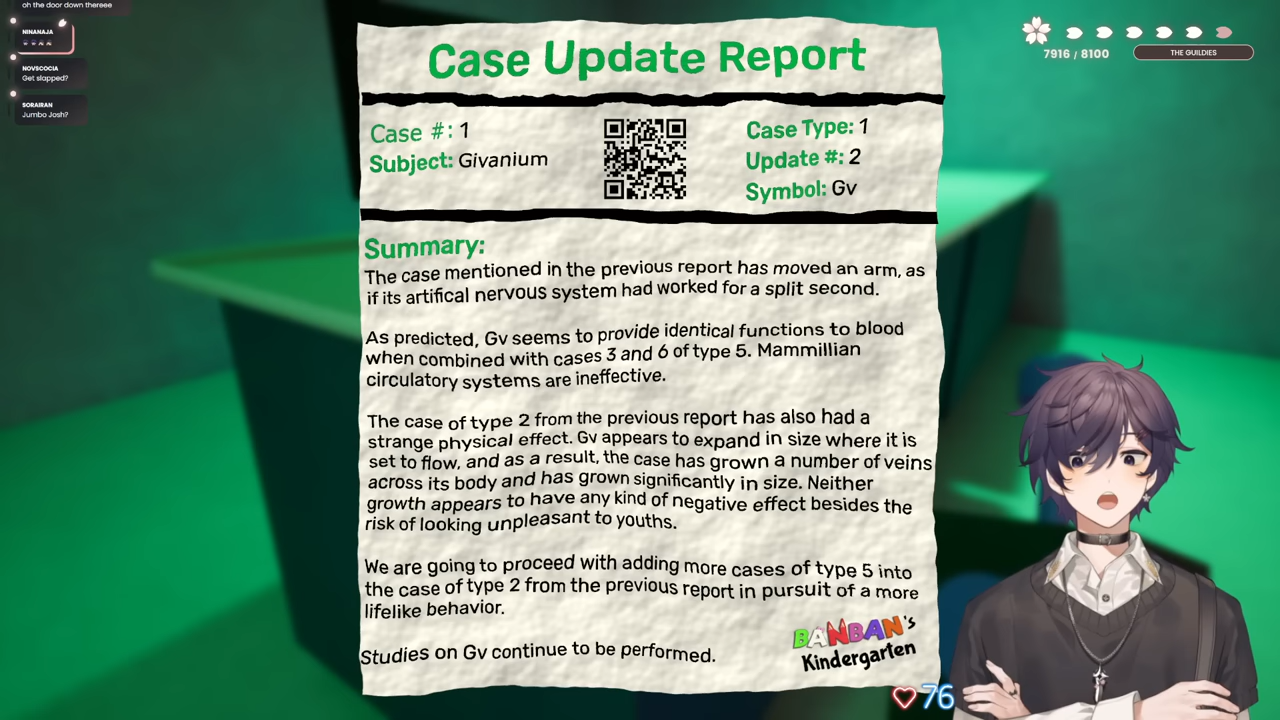 oh the door down thereee
NINANAJA
NOVSCOCIA
Get slapped?
SORAIRAN
Jumbo Josh?
7916 / 8100
THE GUILDIES
Case Update Report
Case #: 1
Subject: Givanium
Case Type: 1
Update #: 2
Symbol: Gv
Summary:
The case mentioned in the previous report has moved an arm, as
if its artifical nervous system had worked for a split second.
As predicted, Gv seems to provide identical functions to blood
when combined with cases 3 and 6 of type 5. Mammillian
circulatory systems are ineffective.
The case of type 2 from the previous report has also had a
strange physical effect. Gv appears to expand in size where it is
set to flow, and as a result, the case has grown a number of veins
across its body and has grown significantly in size. Neither
growth appears to have any kind of negative effect besides the
risk of looking unpleasant to youths.
We are going to proceed with adding more cases of type 5 into
the case of type 2 from the previous report in pursuit of a more
lifelike behavior.
Studies on Gv continue to be performed.
BANBAN's
Kindergarten
76